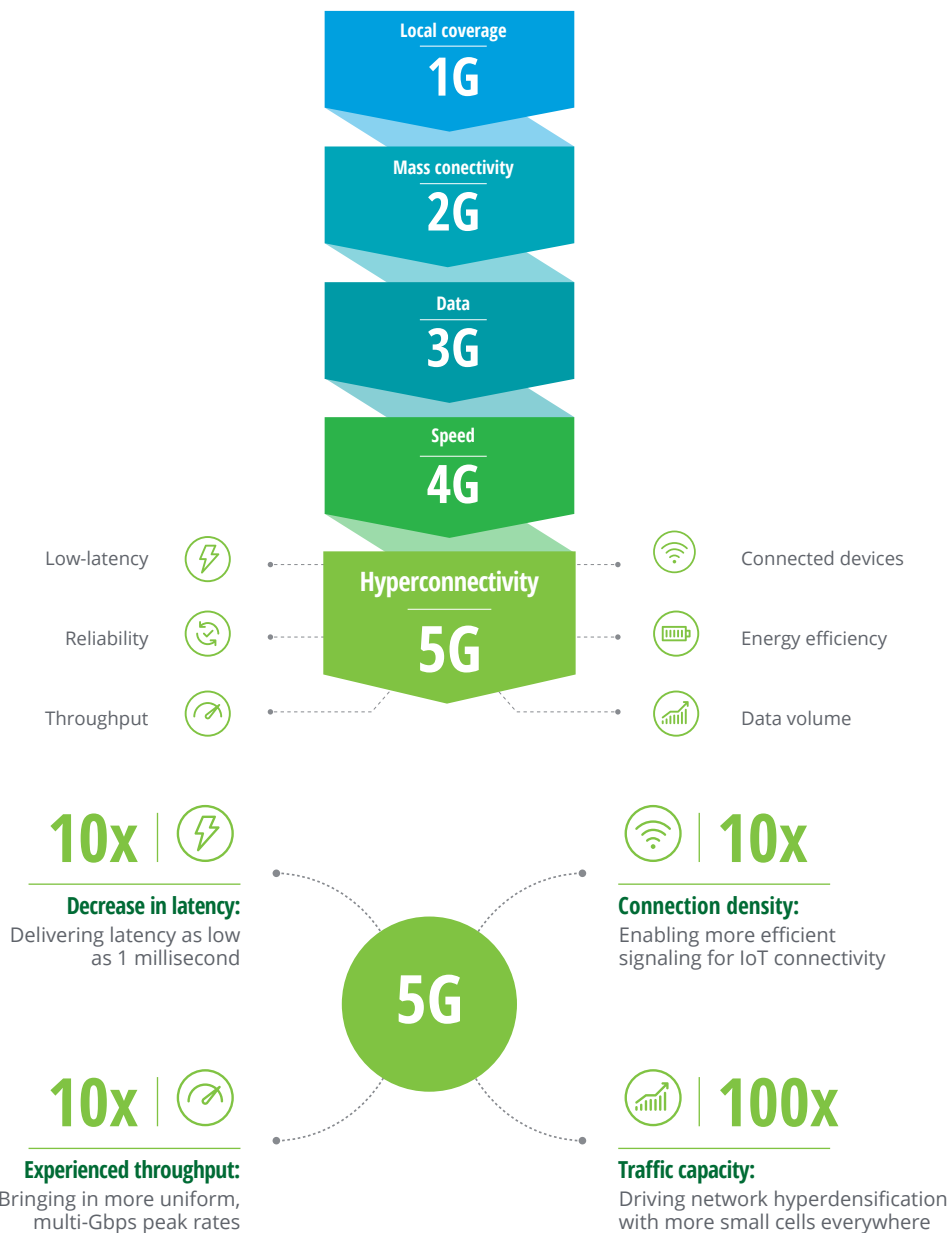 Local coverage
1G
Mass conectivity
2G
Data
3G
Speed
4G
Hyperconnectivity
5G
Low-latency
Reliability
Throughput
Connected devices
Energy efficiency
Data volume
10x
Decrease in latency:
Delivering latency as low
as 1 millisecond
10x
Connection density:
Enabling more efficient
signaling for IoT connectivity
5G
10x
Experienced throughput:
Bringing in more uniform,
multi-Gbps peak rates
100x
Traffic capacity:
Driving network hyperdensification
with more small cells everywhere